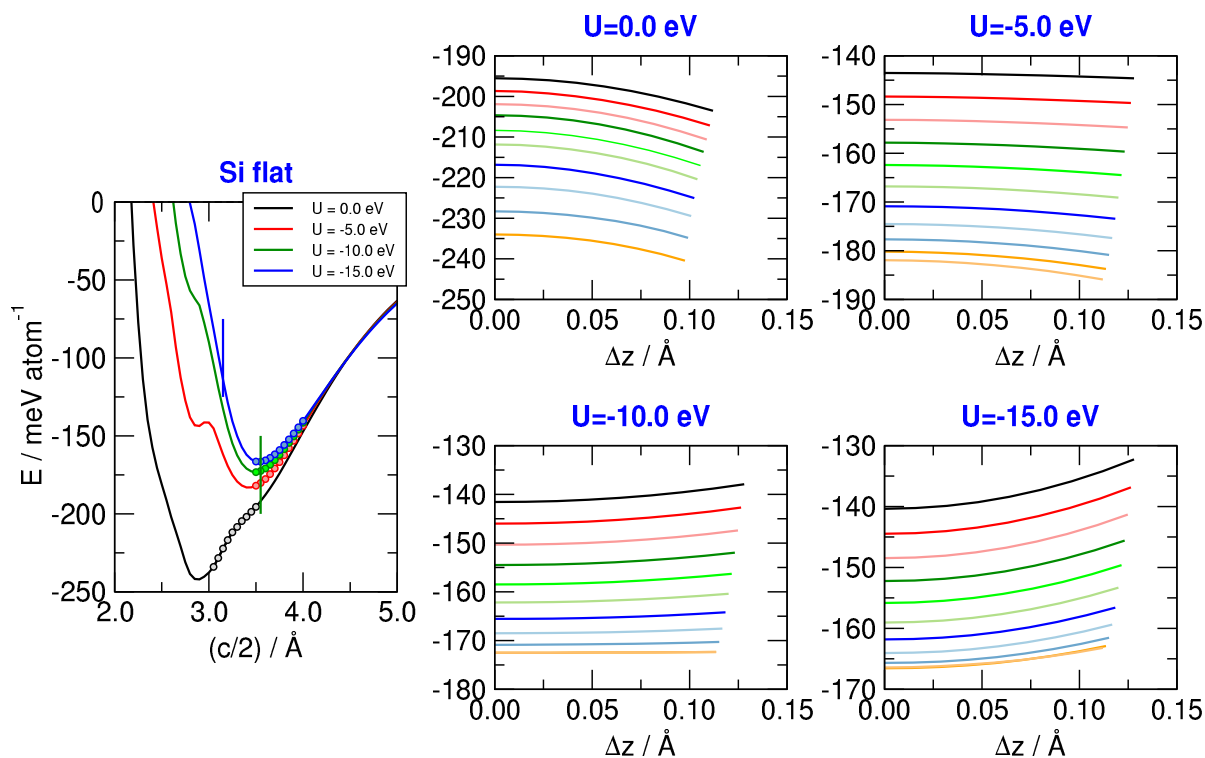 Si flat
U = 0.0 eV
U = -5.0 eV
U = -10.0 eV
U = -15.0 eV
0
-50
-100
-150
-200
-250
2.0 3.0 4.0 5.0
(c/2) / Å
E / meV atom⁻¹
U=0.0 eV
-190
-200
-210
-220
-230
-240
-250
0.00 0.05 0.10 0.15
Δz / Å
U=-5.0 eV
-140
-150
-160
-170
-180
-190
0.00 0.05 0.10 0.15
Δz / Å
U=-10.0 eV
-130
-140
-150
-160
-170
-180
0.00 0.05 0.10 0.15
Δz / Å
U=-15.0 eV
-130
-140
-150
-160
-170
0.00 0.05 0.10 0.15
Δz / Å